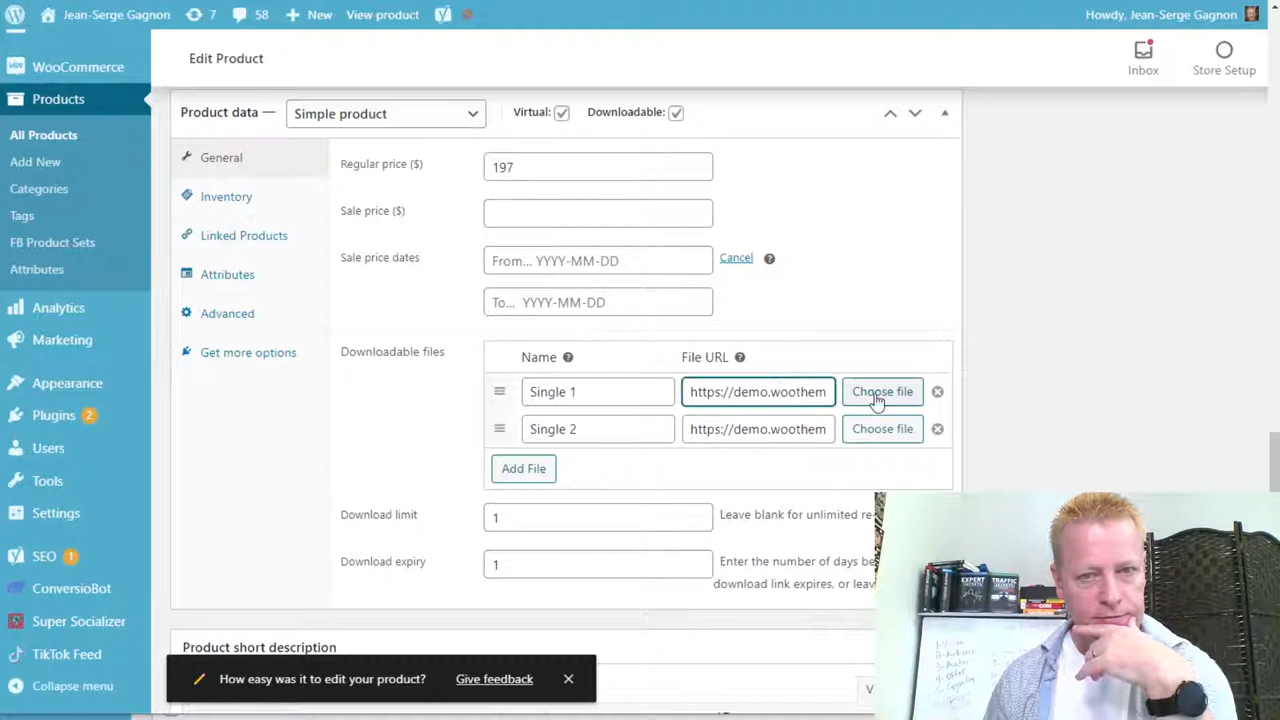 Jean-Serge Gagnon 7 58 New View product Howdy, Jean-Serge Gagnon
Edit Product
Inbox
Store Setup
WooCommerce
Products
All Products
Add New
Categories
Tags
FB Product Sets
Attributes
Analytics
Marketing
Appearance
Plugins 2
Users
Tools
Settings
SEO 1
ConversioBot
Super Socializer
TikTok Feed
Collapse menu
Product data — Simple product Virtual: Downloadable:
General
Inventory
Linked Products
Attributes
Advanced
Get more options
Regular price ($) 197
Sale price ($)
Sale price dates From... YYYY-MM-DD Cancel
To... YYYY-MM-DD
Downloadable files
Name File URL
Single 1 https://demo.woothem Choose file
Single 2 https://demo.woothem Choose file
Add File
Download limit 1 Leave blank for unlimited re
Download expiry 1 Enter the number of days be
download link expires, or leav
Product short description
How easy was it to edit your product? Give feedback
EXPERT SECRETS
TRAFFIC SECRETS